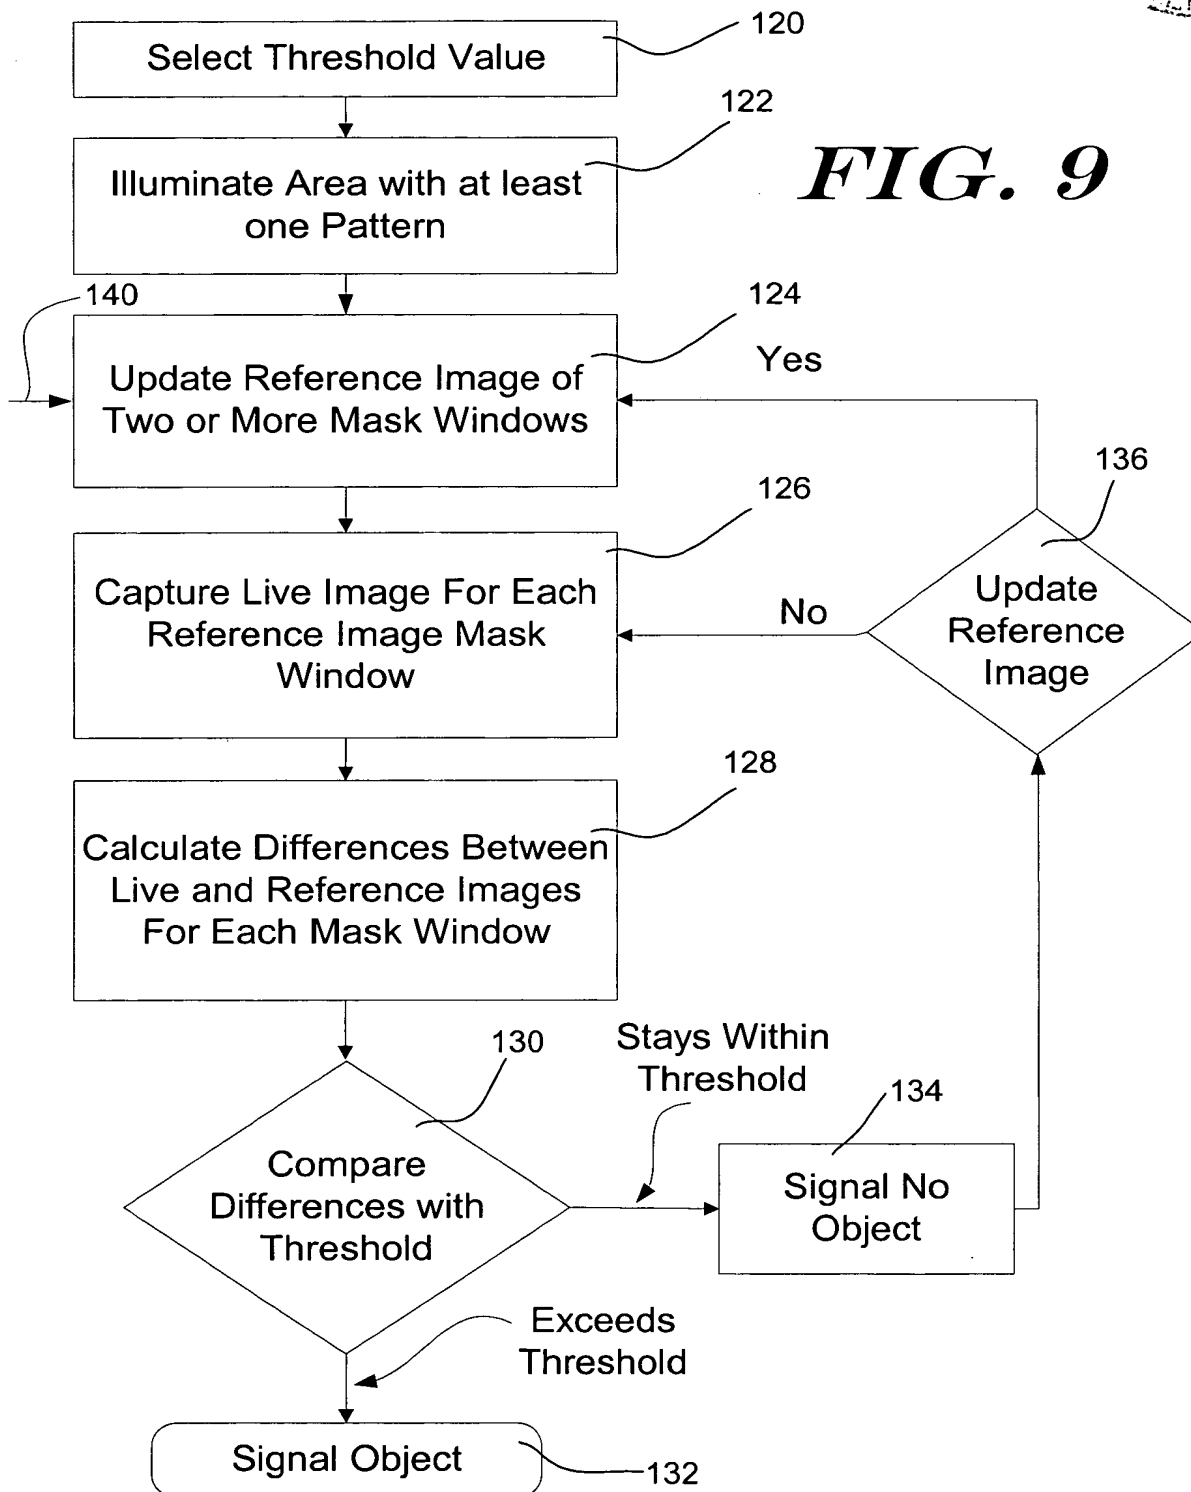 120
Select Threshold Value
122
FIG. 9
Illuminate Area with at least
one Pattern
140
124
Yes
Update Reference Image of
Two or More Mask Windows
136
126
Capture Live Image For Each
Reference Image Mask
Window
No
Update
Reference
Image
128
Calculate Differences Between
Live and Reference Images
For Each Mask Window
130
Stays Within
Threshold
134
Compare
Differences with
Threshold
Signal No
Object
Exceeds
Threshold
Signal Object
132